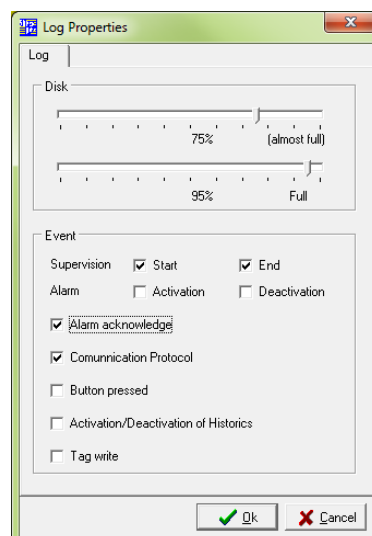 Log Properties
Log
Disk
75% (almost full)
95% Full
Event
Supervision Start End
Alarm Activation Deactivation
Alarm acknowledge
Comunnication Protocol
Button pressed
Activation/Deactivation of Historics
Tag write
Ok Cancel